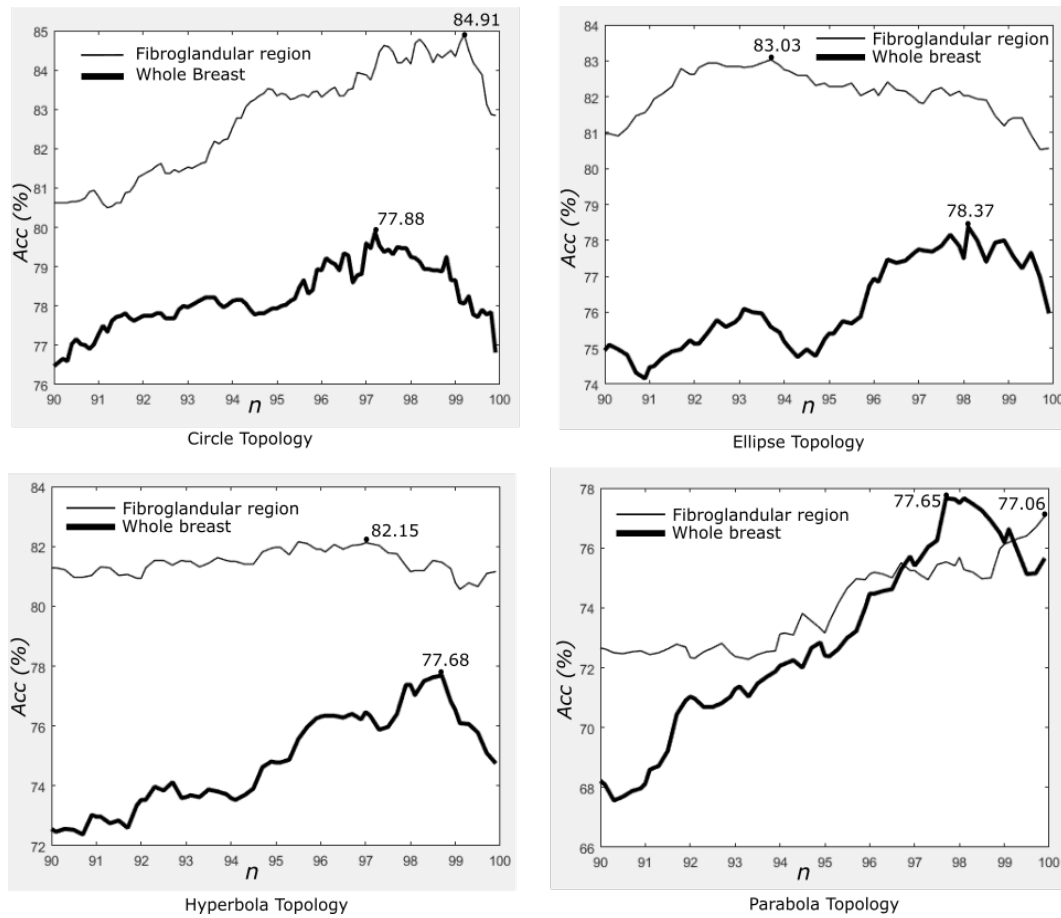 84.91
85
Fibroglandular region
Whole Breast
84
83
82
81
80
79
78
77
76
77.88
Acc (%)
90 91 92 93 94 95 96 97 98 99 100
n
Circle Topology
84
83.03
Fibroglandular region
Whole breast
83
82
81
80
79
78
77
76
75
74
78.37
Acc (%)
90 91 92 93 94 95 96 97 98 99 100
n
Ellipse Topology
84
Fibroglandular region
Whole breast
82.15
82
80
78
76
74
72
77.68
Acc (%)
90 91 92 93 94 95 96 97 98 99 100
n
Hyperbola Topology
78
77.65
77.06
Fibroglandular region
Whole breast
76
74
72
70
68
66
Acc (%)
90 91 92 93 94 95 96 97 98 99 100
n
Parabola Topology